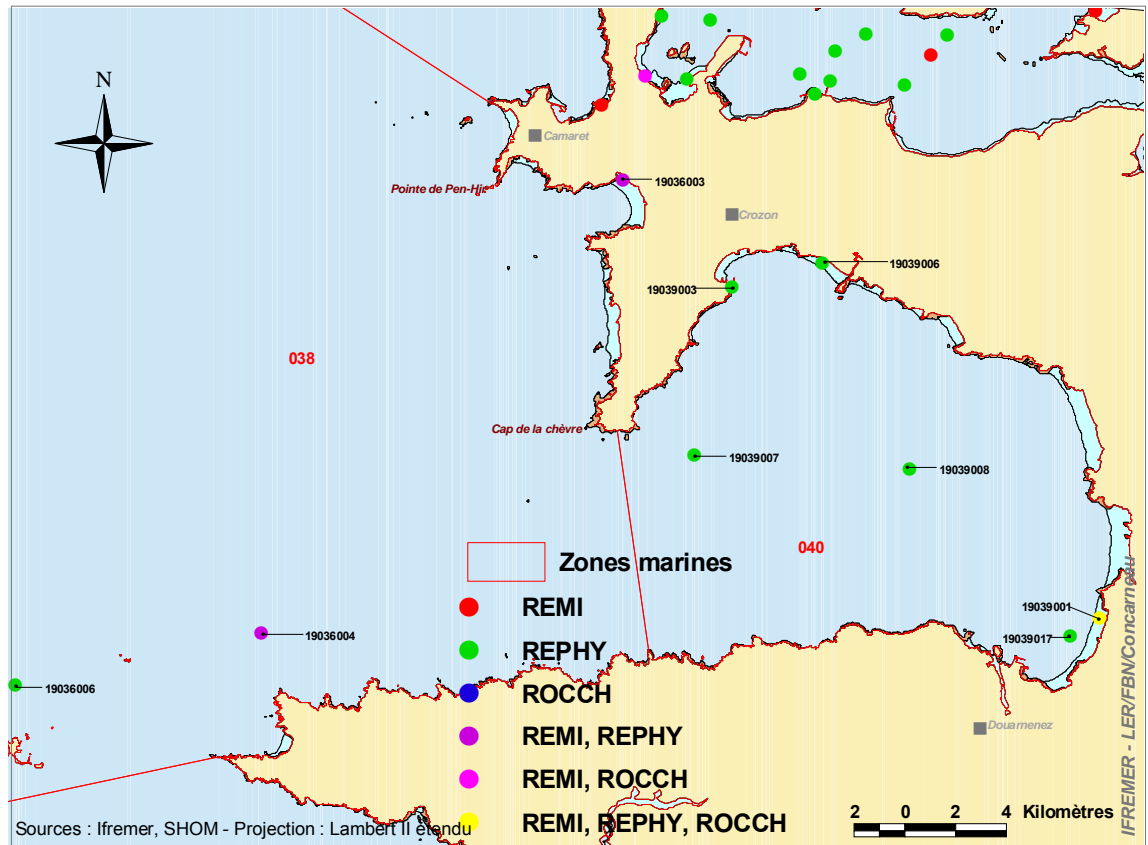 N
Camaret
Pointe de Pen-Hir
19036003
Crozon
19039006
19039003
038
Cap de la chèvre
19039007
19039008
040
Zones marines
REMI
19039001
19036004
REPHY
19039017
19036006
ROCCH
REMI, REPHY
Douarnenez
REMI, ROCCH
2 0 2 4 Kilomètres
REMI, REPHY, ROCCH
Sources : Ifremer, SHOM - Projection : Lambert II étendu
IFREMER - LER/FBN/Concarneau